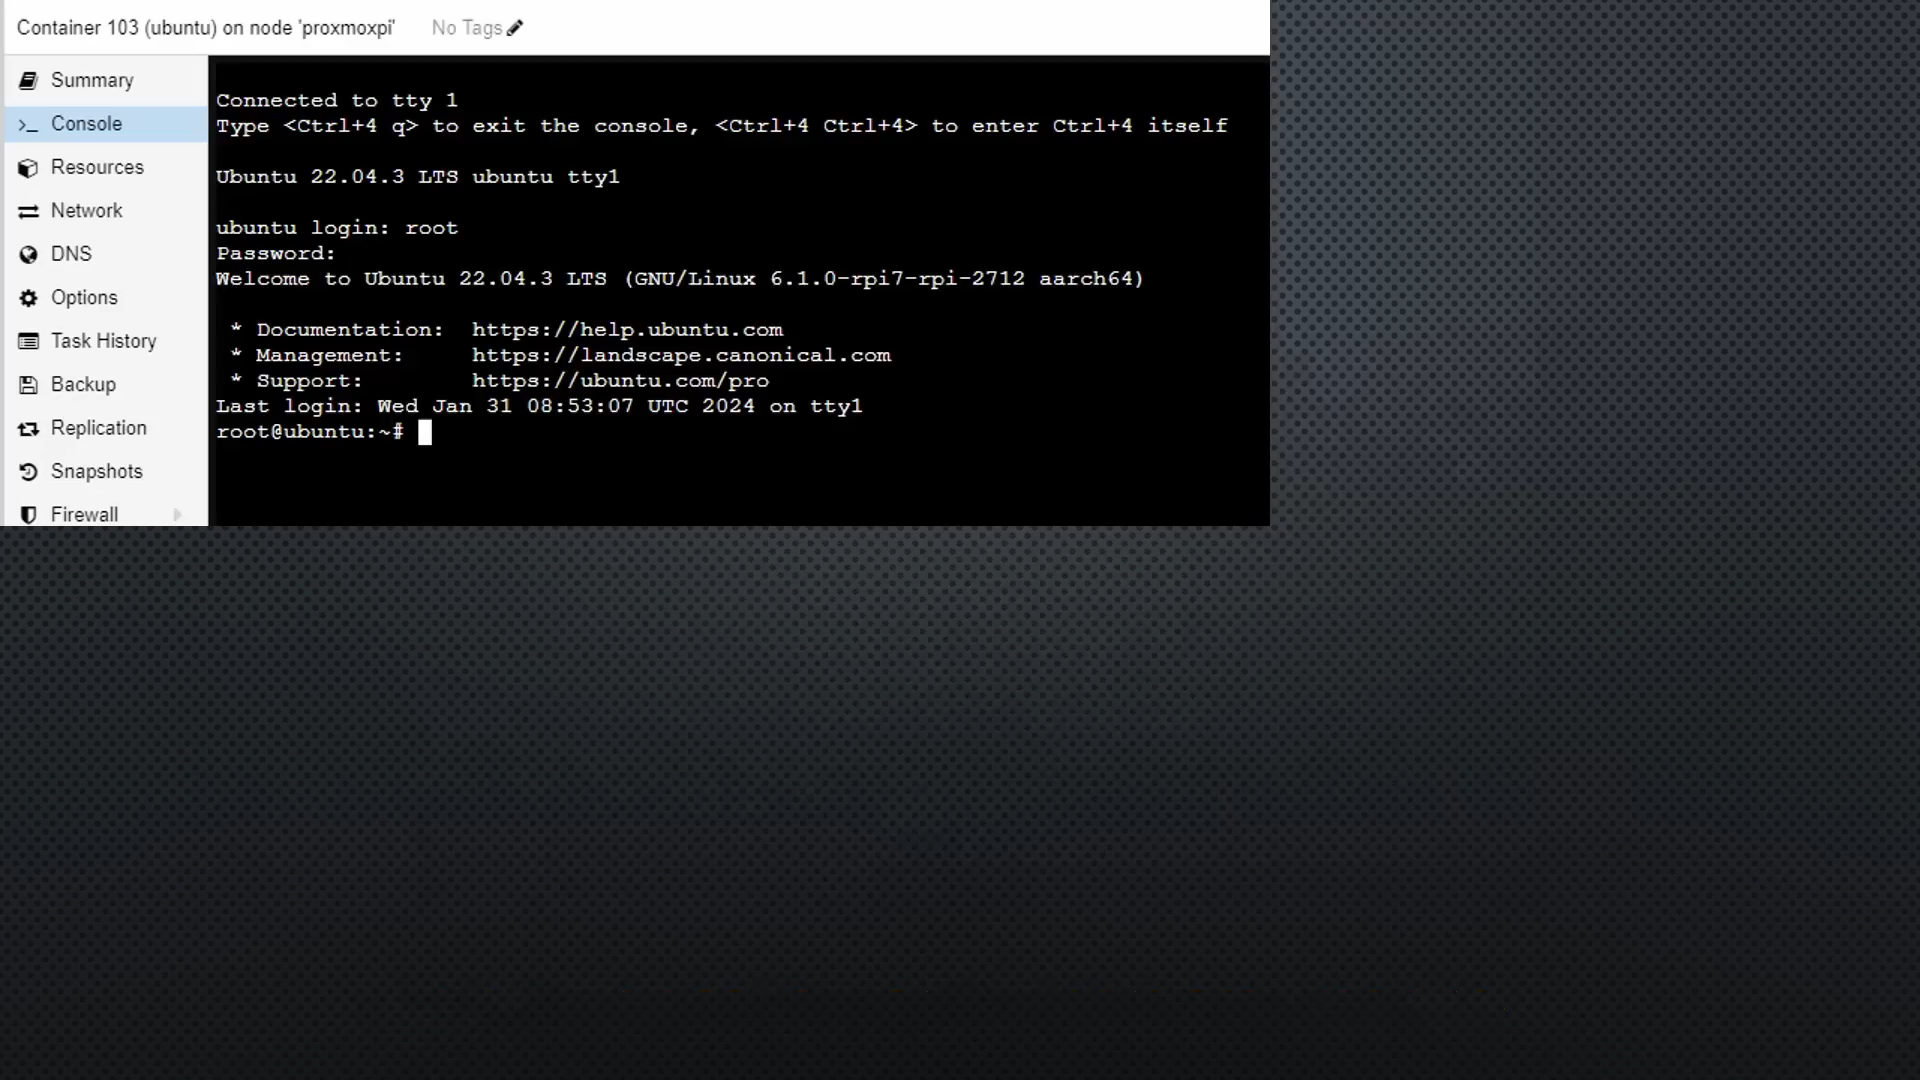 Container 103 (ubuntu) on node 'proxmoxpi' No Tags
Summary
Console
Resources
Network
DNS
Options
Task History
Backup
Replication
Snapshots
Firewall
Connected to tty 1
Type <Ctrl+4 q> to exit the console, <Ctrl+4 Ctrl+4> to enter Ctrl+4 itself
Ubuntu 22.04.3 LTS ubuntu tty1
ubuntu login: root
Password:
Welcome to Ubuntu 22.04.3 LTS (GNU/Linux 6.1.0-rpi7-rpi-2712 aarch64)
* Documentation: https://help.ubuntu.com
* Management: https://landscape.canonical.com
* Support: https://ubuntu.com/pro
Last login: Wed Jan 31 08:53:07 UTC 2024 on tty1
root@ubuntu:~#